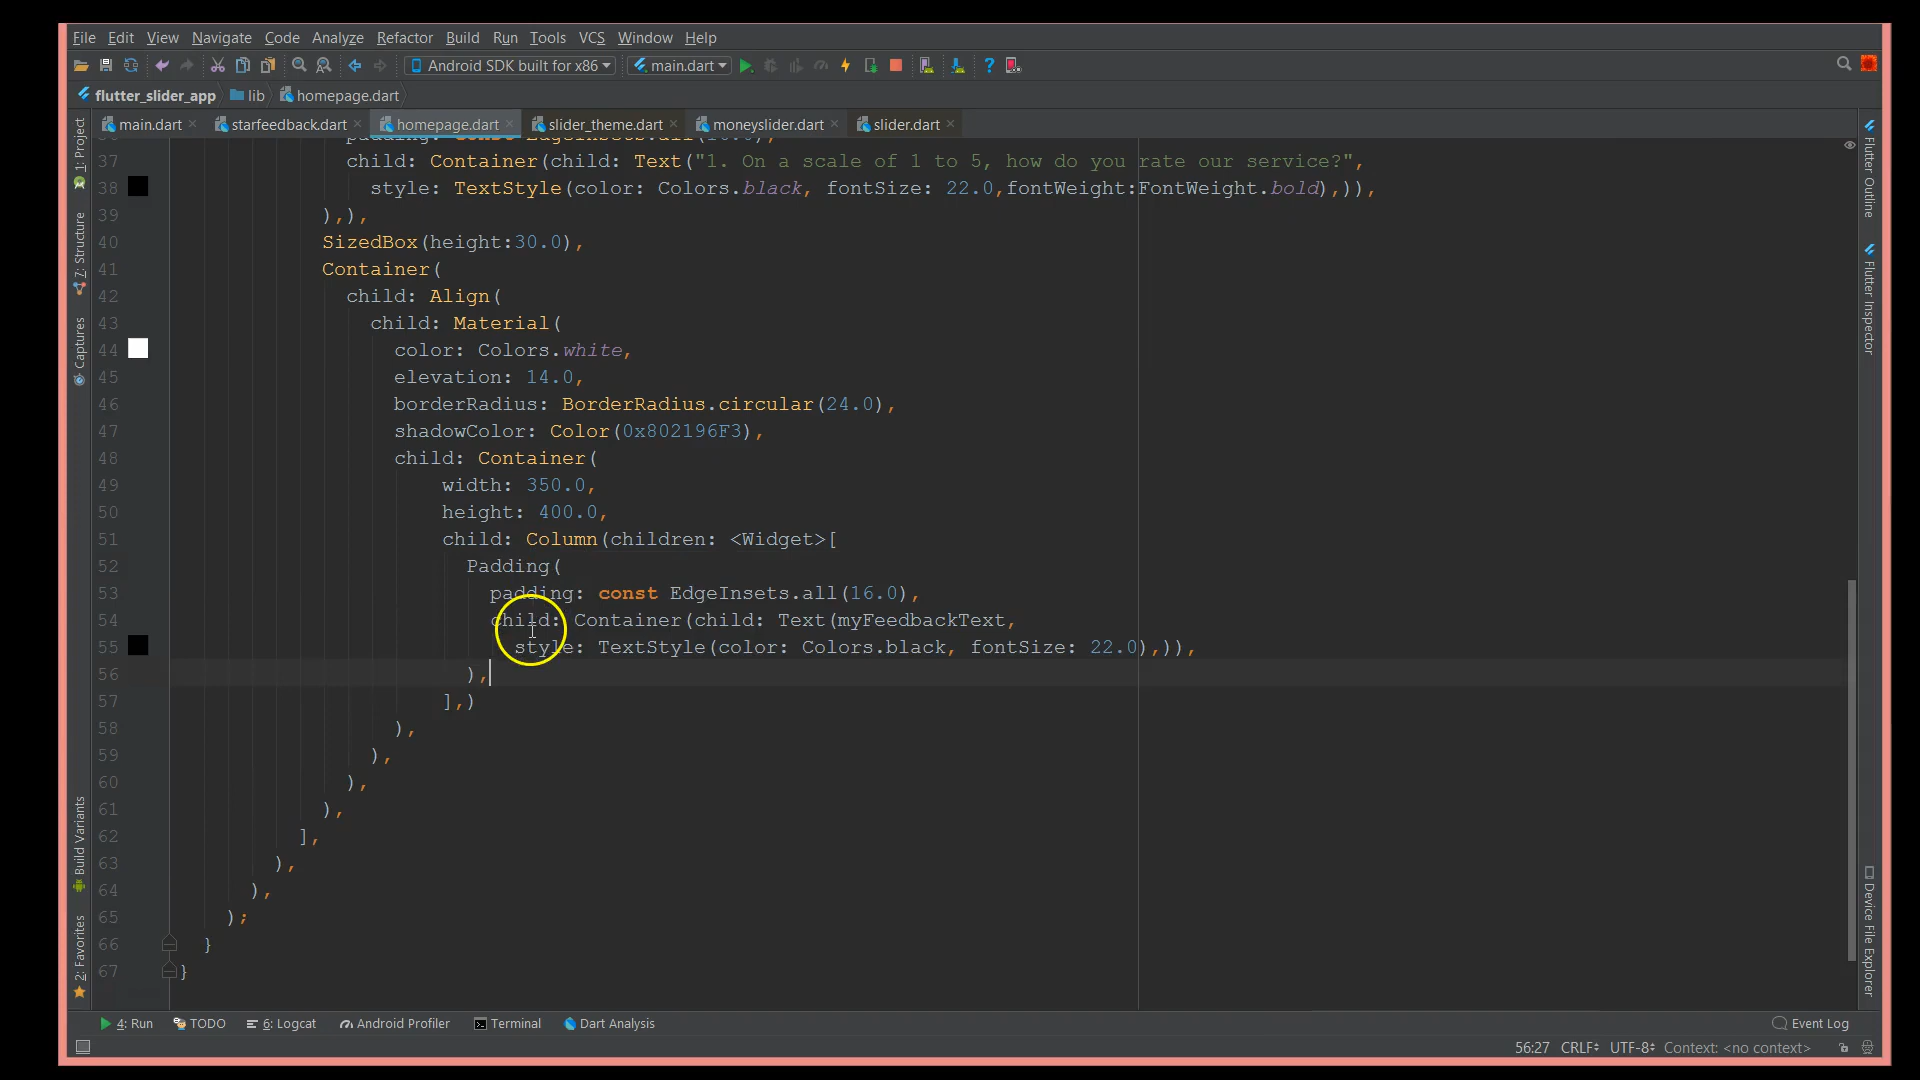 File Edit View Navigate Code Analyze Refactor Build Run Tools VCS Window Help
Android SDK built for x86 main.dart
flutter_slider_app lib homepage.dart
main.dart starfeedback.dart homepage.dart slider_theme.dart moneyslider.dart slider.dart
37 child: Container(child: Text("1. On a scale of 1 to 5, how do you rate our service?",
38 style: TextStyle(color: Colors.black, fontSize: 22.0,fontWeight:FontWeight.bold),)),
39 ),),
40 SizedBox(height:30.0),
41 Container(
42 child: Align(
43 child: Material(
44 color: Colors.white,
45 elevation: 14.0,
46 borderRadius: BorderRadius.circular(24.0),
47 shadowColor: Color(0x802196F3),
48 child: Container(
49 width: 350.0,
50 height: 400.0,
51 child: Column(children: <Widget>[
52 Padding(
53 padding: const EdgeInsets.all(16.0),
54 child: Container(child: Text(myFeedbackText,
55 style: TextStyle(color: Colors.black, fontSize: 22.0),)),
56 ),
57 ],)
58 ),
59 ),
60 ),
61 ),
62 ],
63 ),
64 ),
65 );
66 }
67 }
1: Project
7: Structure
Captures
Build Variants
2: Favorites
Flutter Outline
Flutter Inspector
Device File Explorer
4: Run TODO 6: Logcat Android Profiler Terminal Dart Analysis Event Log
56:27 CRLF UTF-8 Context: <no context>